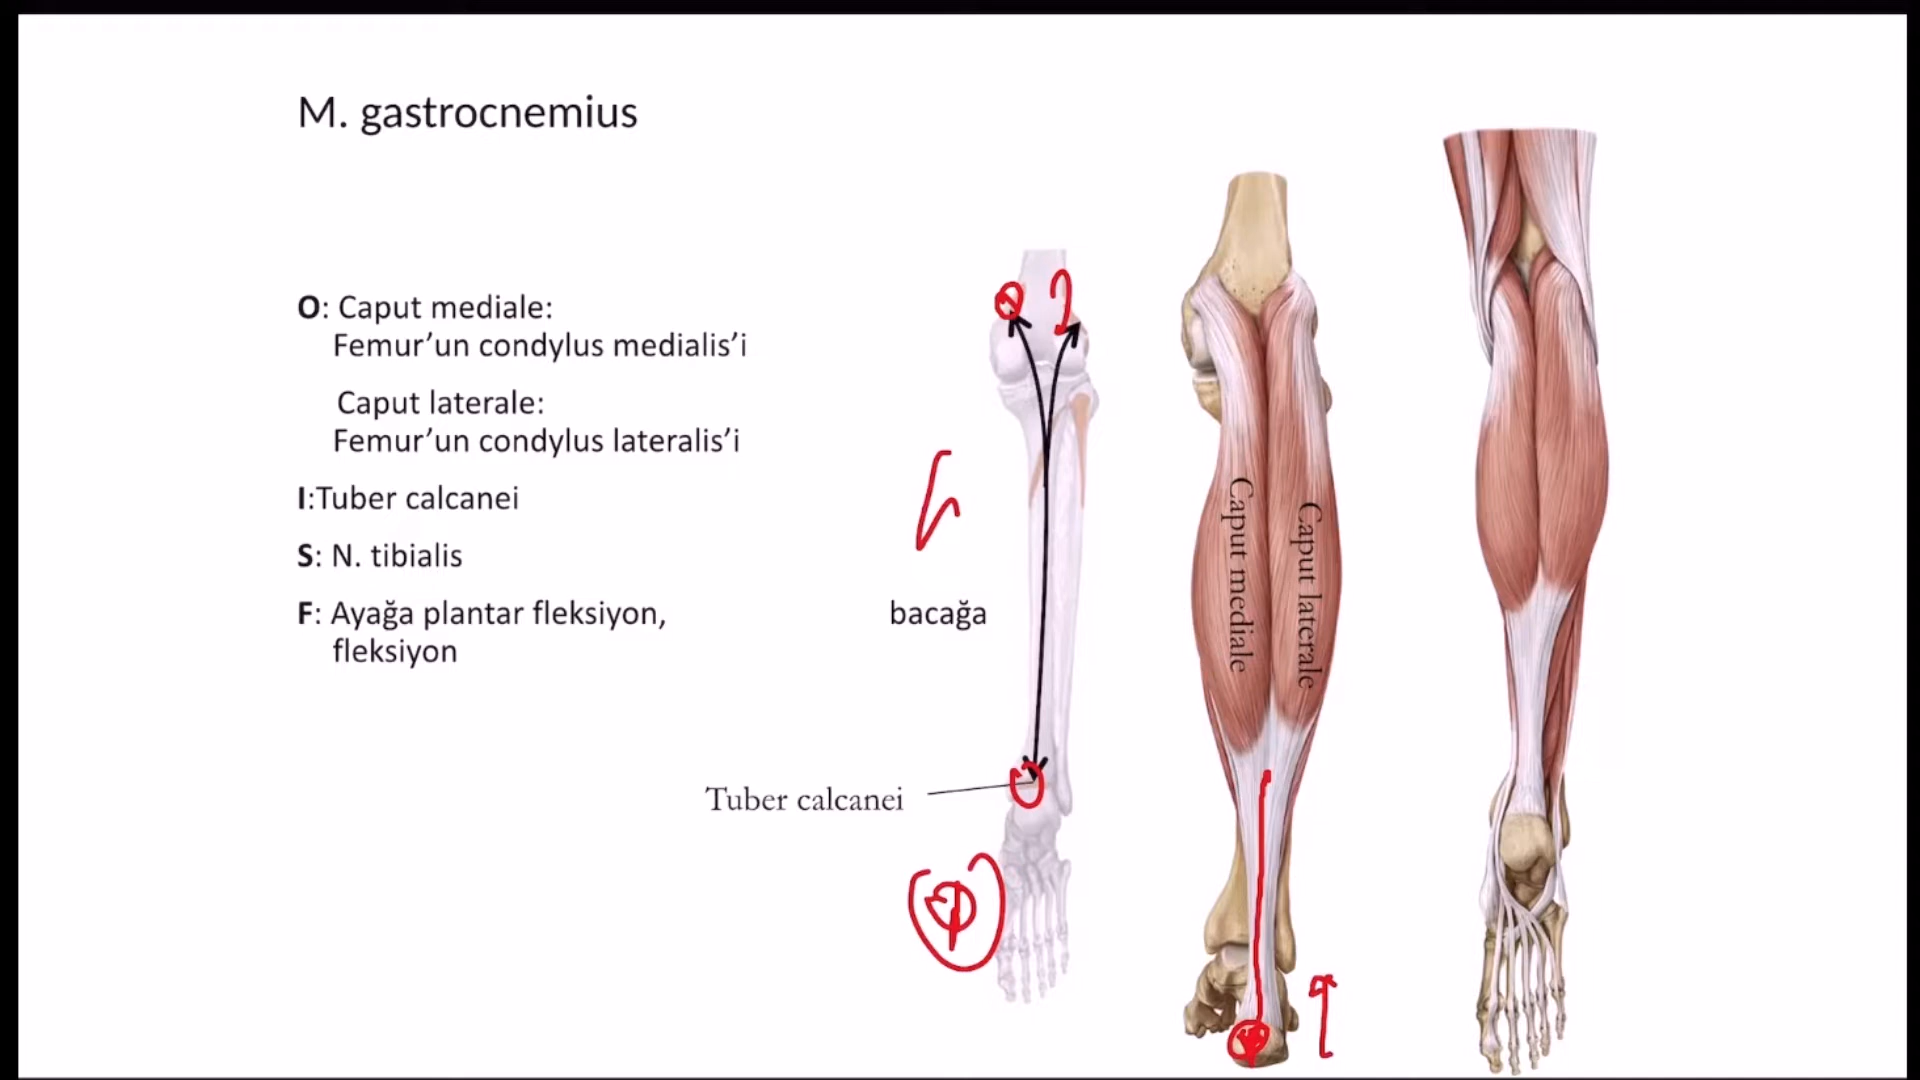 M. gastrocnemius
O: Caput mediale:
Femur’un condylus medialis’i
Caput laterale:
Femur’un condylus lateralis’i
I:Tuber calcanei
S: N. tibialis
F: Ayağa plantar fleksiyon, bacağa
fleksiyon
Tuber calcanei
Caput mediale
Caput laterale